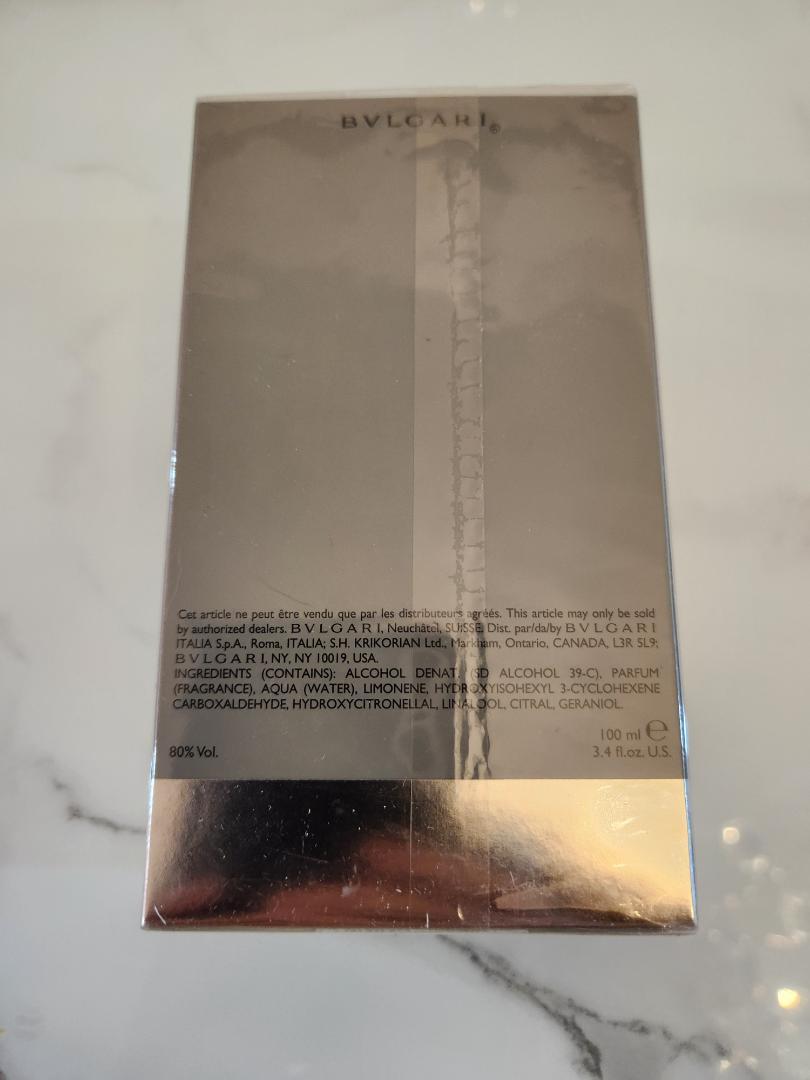 BVLGARI®
Cet article ne peut être vendu que par les distributeurs agréés. This article may only be sold
by authorized dealers. BVLGARI, Neuchâtel, SUISSE. Dist. par/da/by BVLGARI
ITALIA S.p.A., Roma, ITALIA; S.H. KRIKORIAN Ltd., Markham, Ontario, CANADA, L3R 5L9;
BVLGARI, NY, NY 10019, USA.
INGREDIENTS (CONTAINS): ALCOHOL DENAT. (SD ALCOHOL 39-C), PARFUM
(FRAGRANCE), AQUA (WATER), LIMONENE, HYDROXYISOHEXYL 3-CYCLOHEXENE
CARBOXALDEHYDE, HYDROXYCITRONELLAL, LINALOOL, CITRAL, GERANIOL.
100 ml ℮
80% Vol. 3.4 fl.oz. U.S.